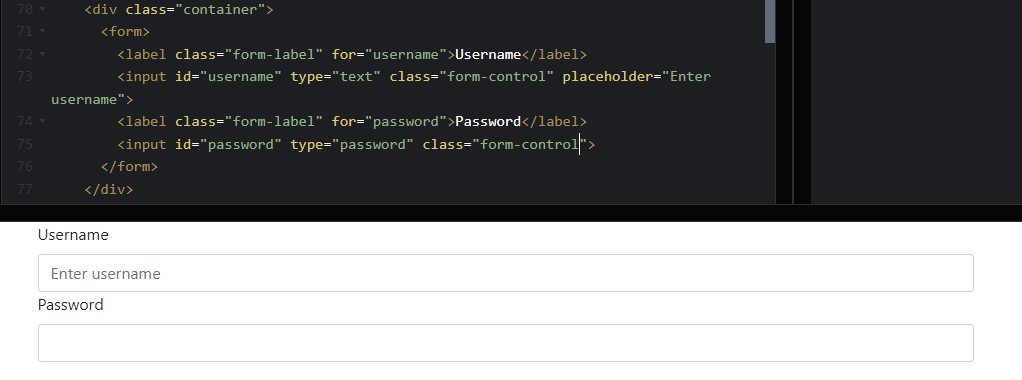 70 <div class="container">
71 <form>
72 <label class="form-label" for="username">Username</label>
73 <input id="username" type="text" class="form-control" placeholder="Enter
username">
74 <label class="form-label" for="password">Password</label>
75 <input id="password" type="password" class="form-control">
76 </form>
77 </div>
Username
Enter username
Password